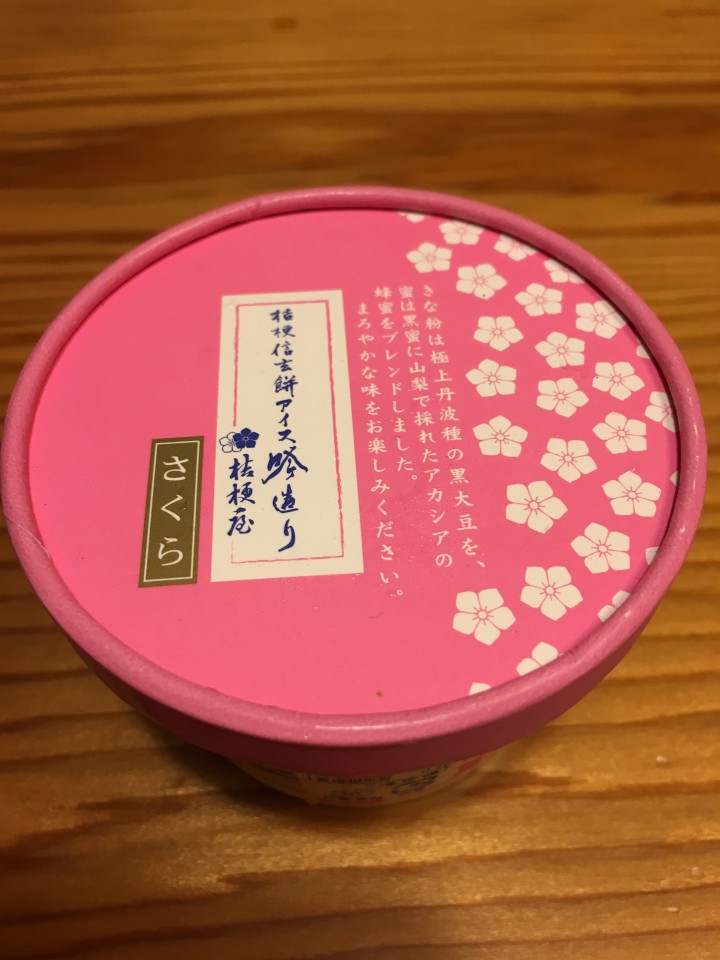 きな粉は極上丹波種の黒大豆を、
蜜は黒蜜に山梨で採れたアカシアの
蜂蜜をブレンドしました。
まろやかな味をお楽しみください。
桔梗信玄餅アイス吟造り
桔梗屋
さくら